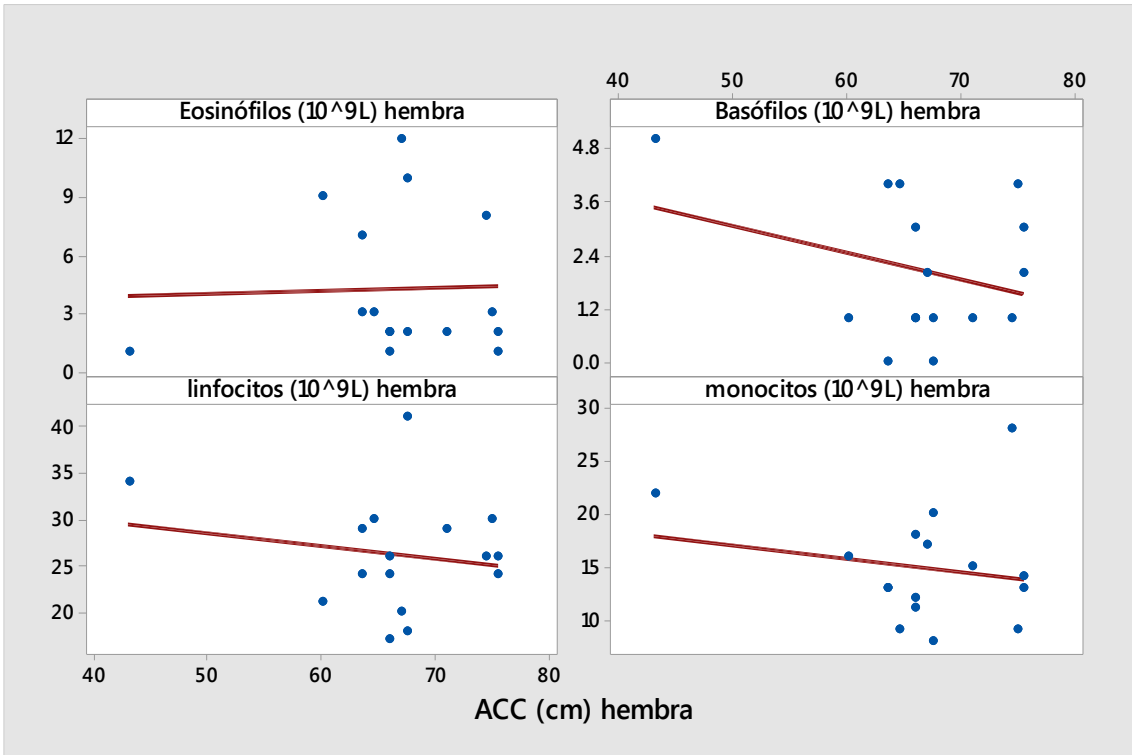 40 50 60 70 80
Eosinófilos (10^9L) hembra
Basófilos (10^9L) hembra
12
9
6
3
0
4.8
3.6
2.4
1.2
0.0
linfocitos (10^9L) hembra
monocitos (10^9L) hembra
40
35
30
25
20
30
25
20
15
10
40 50 60 70 80
ACC (cm) hembra